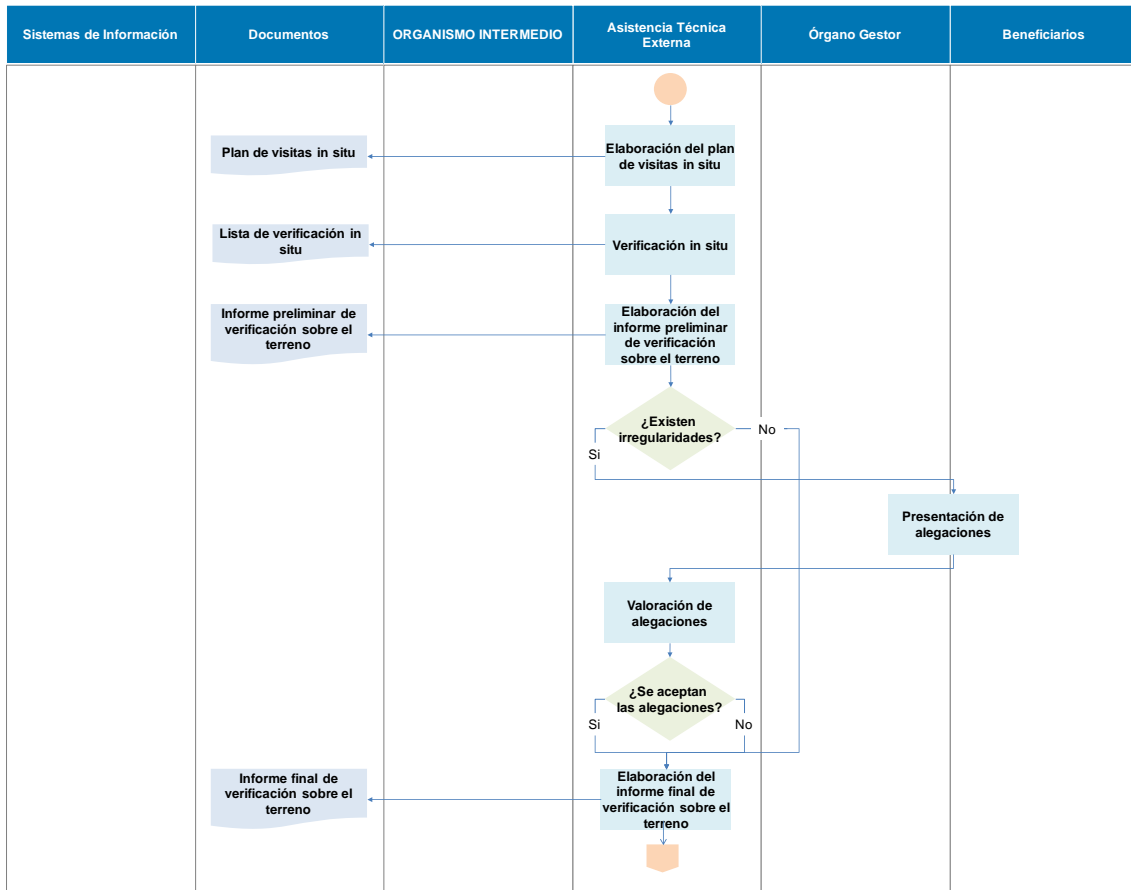 Sistemas de Información
Documentos
ORGANISMO INTERMEDIO
Asistencia Técnica
Externa
Órgano Gestor
Beneficiarios
Plan de visitas in situ
Elaboración del plan
de visitas in situ
Lista de verificación in
situ
Verificación in situ
Informe preliminar de
verificación sobre el
terreno
Elaboración del
informe preliminar
de verificación
sobre el terreno
¿Existen
irregularidades?
No
Si
Presentación de
alegaciones
Valoración de
alegaciones
¿Se aceptan
las alegaciones?
Si
No
Informe final de
verificación sobre el
terreno
Elaboración del
informe final de
verificación sobre el
terreno